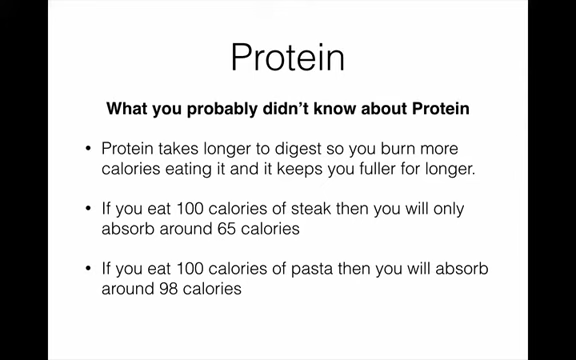 Protein
What you probably didn't know about Protein
• Protein takes longer to digest so you burn more
calories eating it and it keeps you fuller for longer.
• If you eat 100 calories of steak then you will only
absorb around 65 calories
• If you eat 100 calories of pasta then you will absorb
around 98 calories